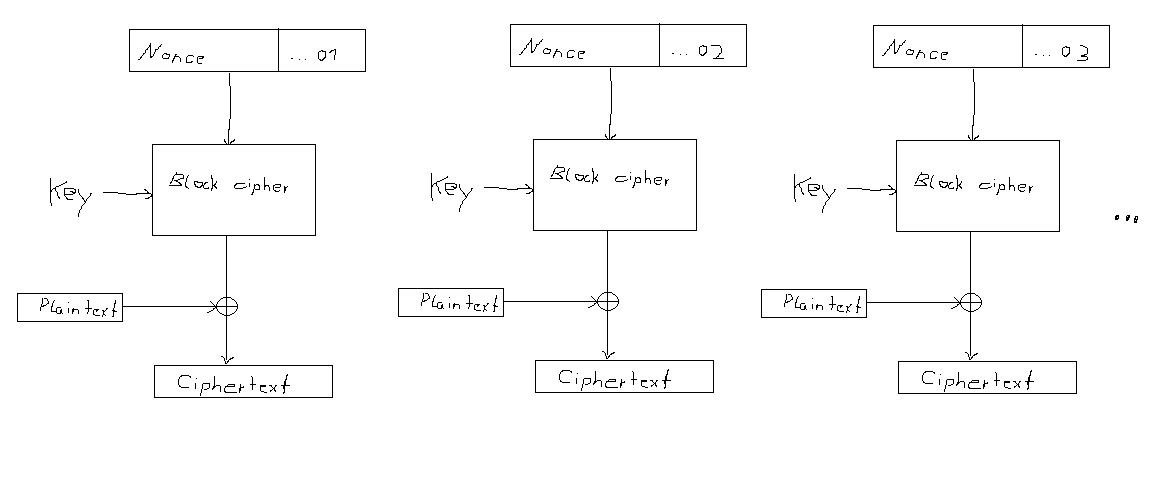 Nonce ... 01
Nonce ... 02
Nonce ... 03
Key
Block cipher
Key
Block cipher
Key
Block cipher
...
Plaintext
Plaintext
Plaintext
Ciphertext
Ciphertext
Ciphertext